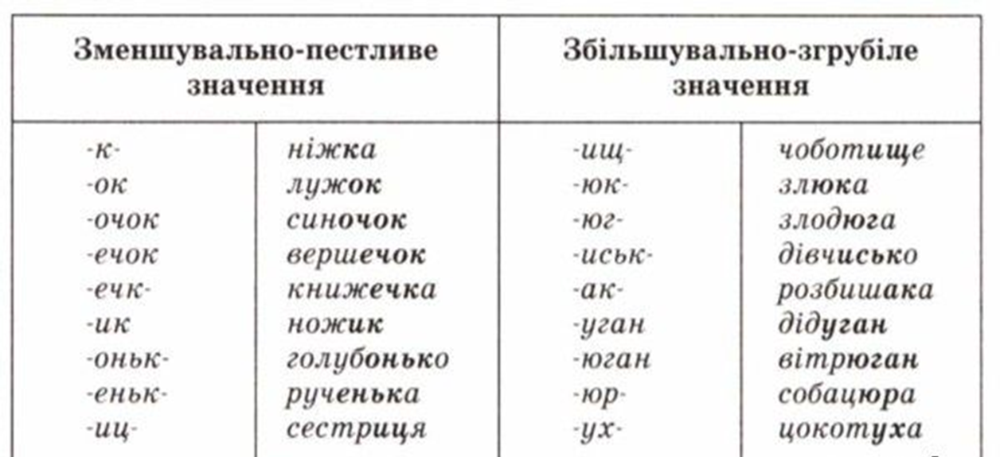 Зменшувально-пестливе значення Збільшувально-згрубіле значення
-к- ніжка -ищ- чоботище
-ок лужок -юк- злюка
-очок синочок -юг- злодюга
-ечок вершечок -иськ- дівчисько
-ечк- книжечка -ак- розбишака
-ик ножик -уган дідуган
-оньк- голубонько -юган вітрюган
-еньк- рученька -юр- собацюра
-иц- сестриця -ух- цокотуха